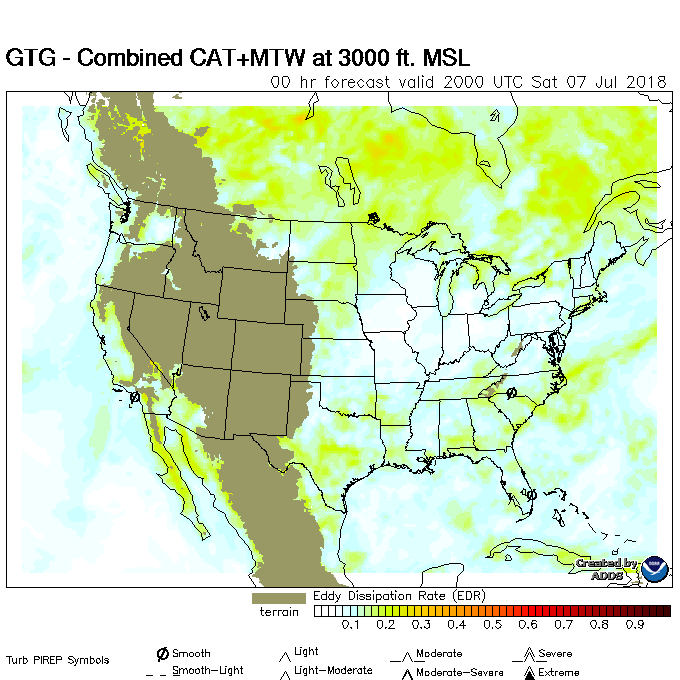 GTG - Combined CAT+MTW at 3000 ft. MSL
00 hr forecast valid 2000 UTC Sat 07 Jul 2018
Created by
ADDS
Eddy Dissipation Rate (EDR)
terrain
0.1 0.2 0.3 0.4 0.5 0.6 0.7 0.8 0.9
Turb PIREP Symbols
Smooth Light Moderate Severe
Smooth-Light Light-Moderate Moderate-Severe Extreme